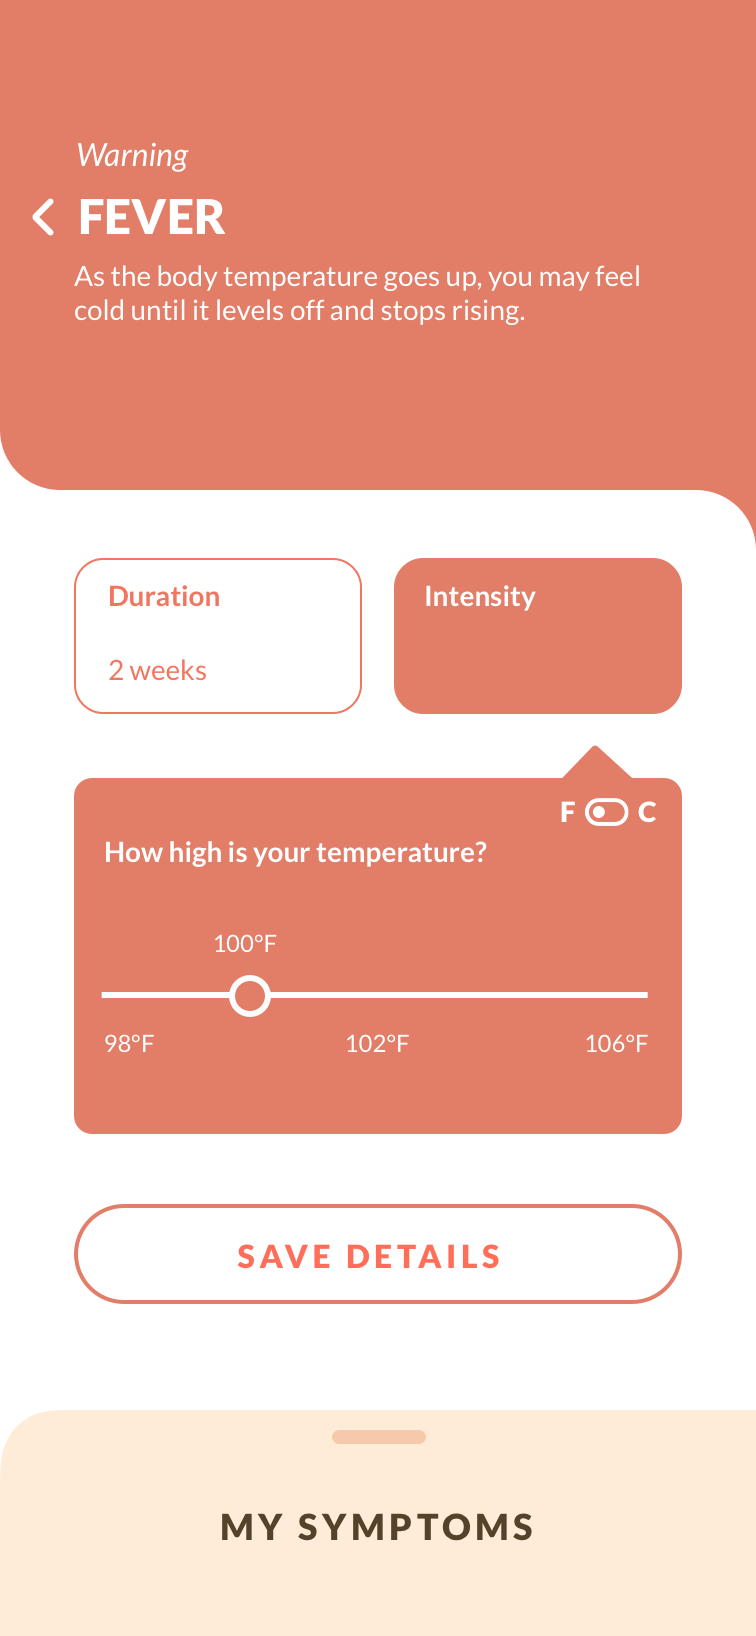 Warning
FEVER
As the body temperature goes up, you may feel
cold until it levels off and stops rising.
Duration
2 weeks
Intensity
F C
How high is your temperature?
100°F
98°F 102°F 106°F
SAVE DETAILS
MY SYMPTOMS